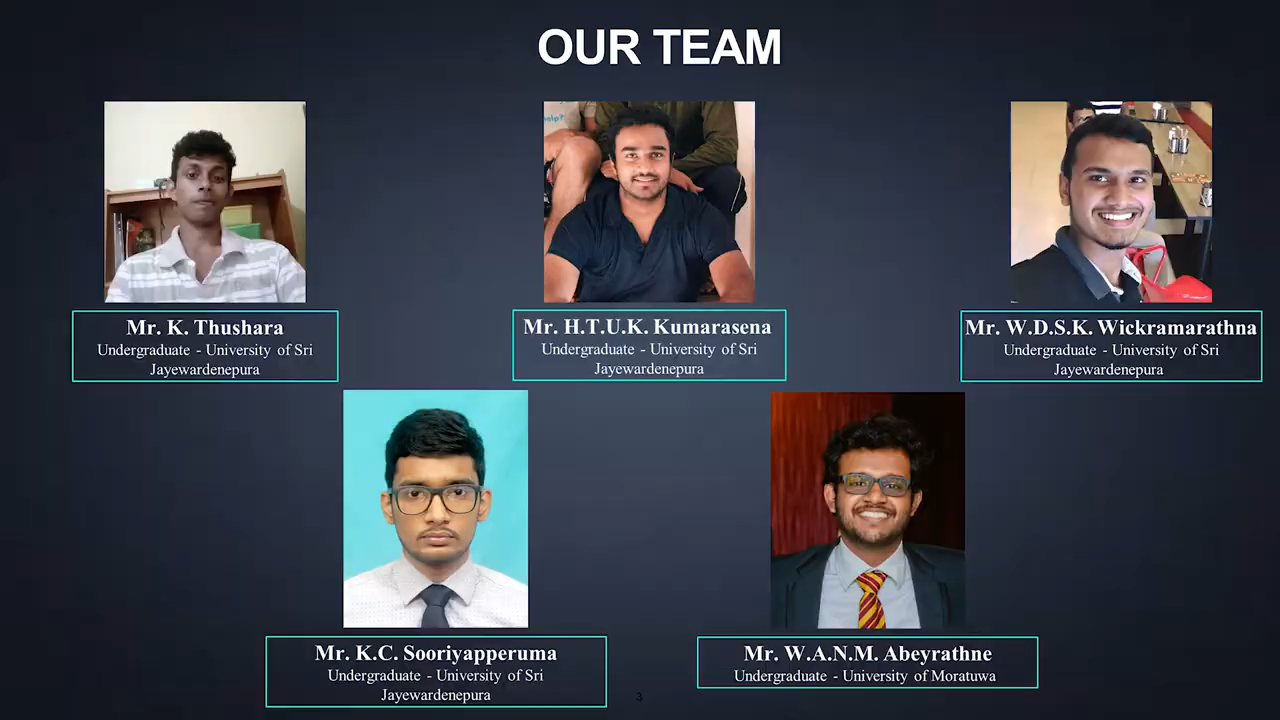 OUR TEAM
elp?
Mr. K. Thushara
Undergraduate - University of Sri
Jayewardenepura
Mr. H.T.U.K. Kumarasena
Undergraduate - University of Sri
Jayewardenepura
Mr. W.D.S.K. Wickramarathna
Undergraduate - University of Sri
Jayewardenepura
Mr. K.C. Sooriyapperuma
Undergraduate - University of Sri
Jayewardenepura
Mr. W.A.N.M. Abeyrathne
Undergraduate - University of Moratuwa
3